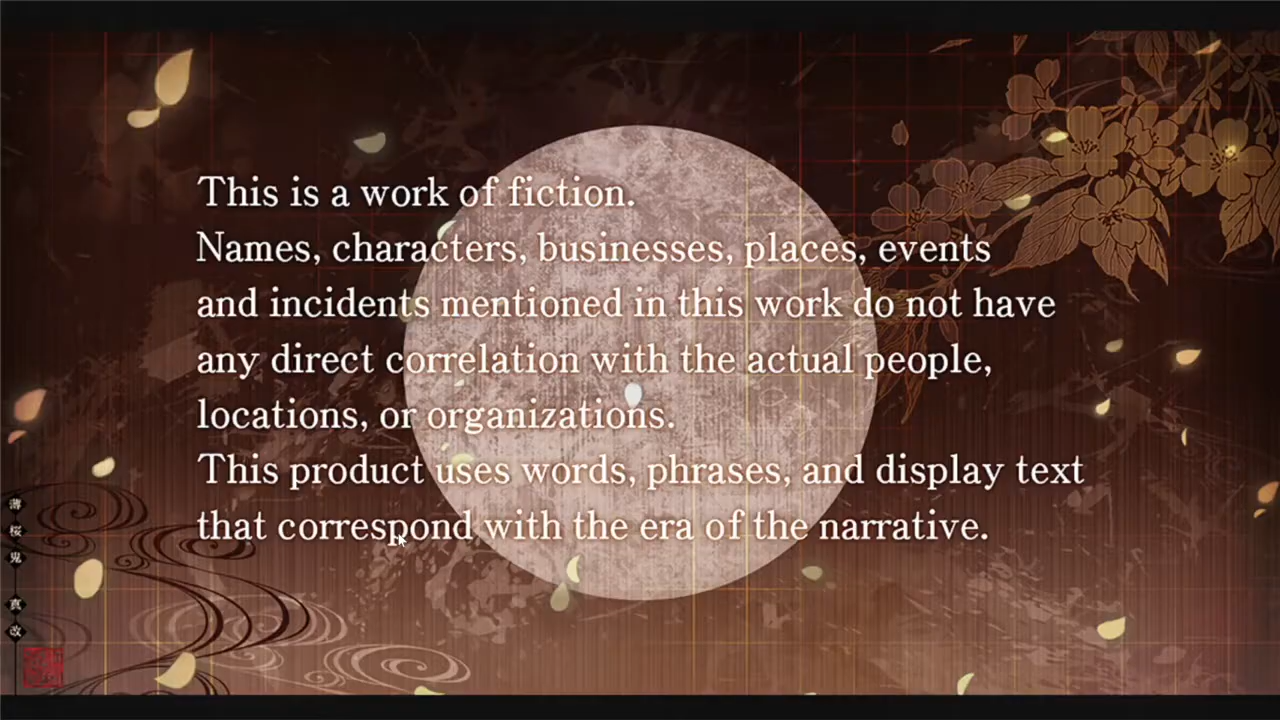 This is a work of fiction.
Names, characters, businesses, places, events
and incidents mentioned in this work do not have
any direct correlation with the actual people,
locations, or organizations.
This product uses words, phrases, and display text
that correspond with the era of the narrative.
薄桜鬼 真改